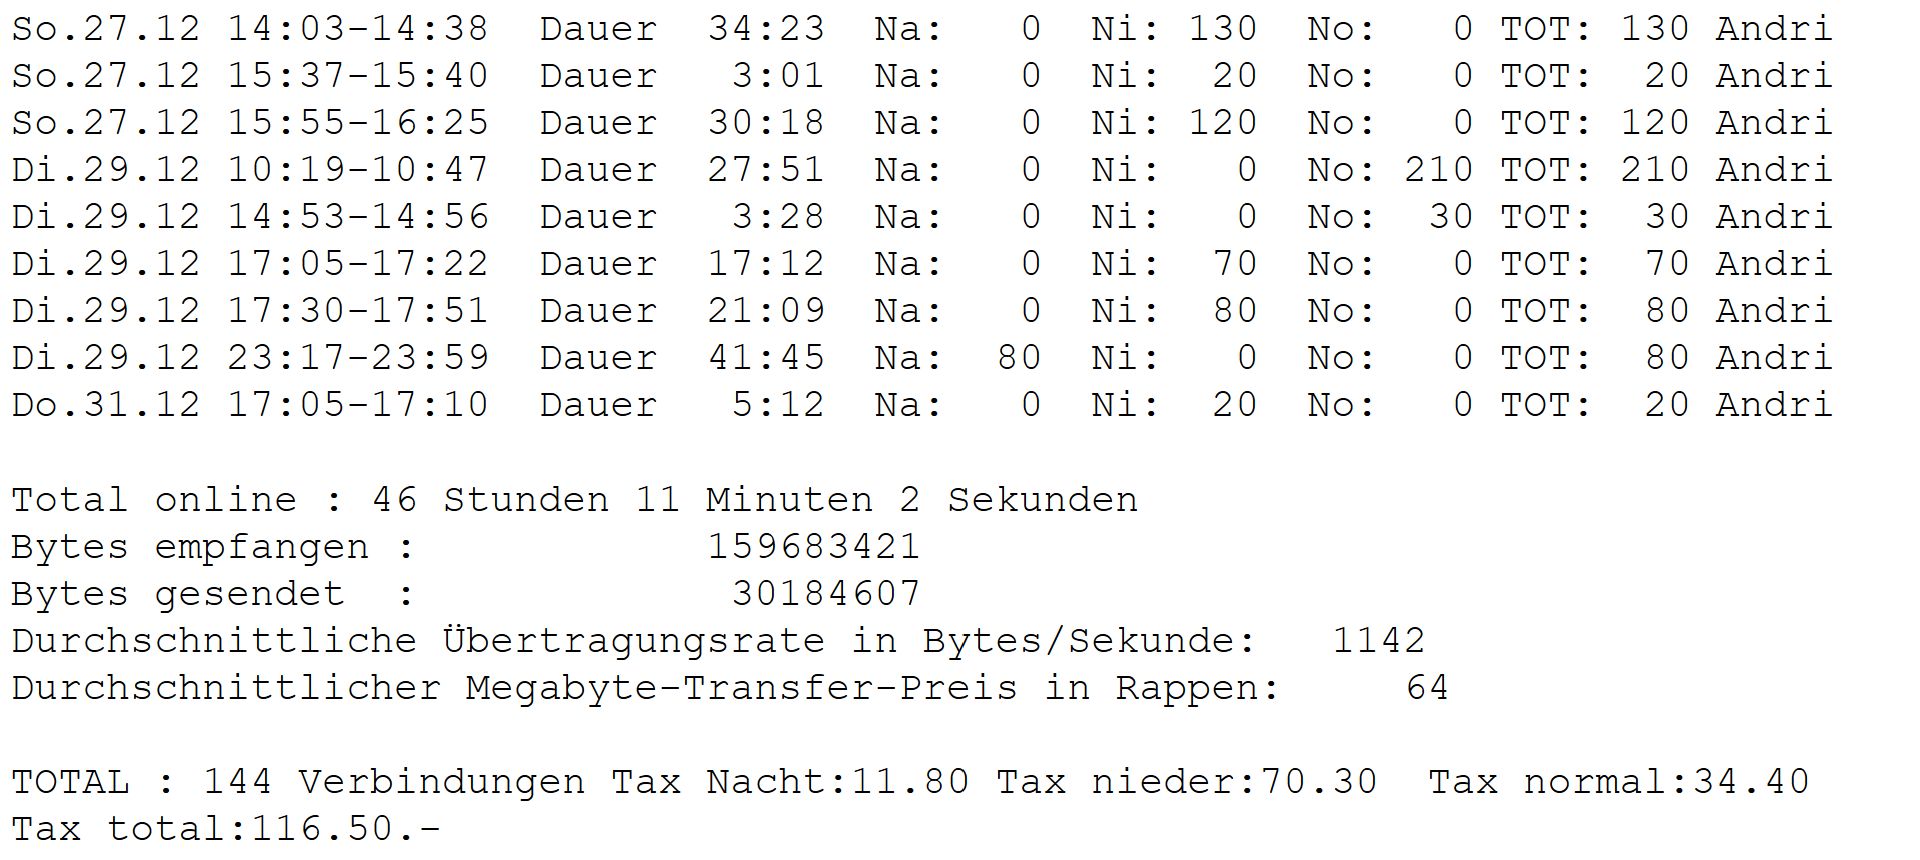 So.27.12 14:03-14:38  Dauer  34:23  Na:   0  Ni: 130  No:   0 TOT: 130 Andri
So.27.12 15:37-15:40  Dauer   3:01  Na:   0  Ni:  20  No:   0 TOT:  20 Andri
So.27.12 15:55-16:25  Dauer  30:18  Na:   0  Ni: 120  No:   0 TOT: 120 Andri
Di.29.12 10:19-10:47  Dauer  27:51  Na:   0  Ni:   0  No: 210 TOT: 210 Andri
Di.29.12 14:53-14:56  Dauer   3:28  Na:   0  Ni:   0  No:  30 TOT:  30 Andri
Di.29.12 17:05-17:22  Dauer  17:12  Na:   0  Ni:  70  No:   0 TOT:  70 Andri
Di.29.12 17:30-17:51  Dauer  21:09  Na:   0  Ni:  80  No:   0 TOT:  80 Andri
Di.29.12 23:17-23:59  Dauer  41:45  Na:  80  Ni:   0  No:   0 TOT:  80 Andri
Do.31.12 17:05-17:10  Dauer   5:12  Na:   0  Ni:  20  No:   0 TOT:  20 Andri
Total online : 46 Stunden 11 Minuten 2 Sekunden
Bytes empfangen :            159683421
Bytes gesendet  :             30184607
Durchschnittliche Übertragungsrate in Bytes/Sekunde:   1142
Durchschnittlicher Megabyte-Transfer-Preis in Rappen:     64
TOTAL : 144 Verbindungen Tax Nacht:11.80 Tax nieder:70.30  Tax normal:34.40
Tax total:116.50.-